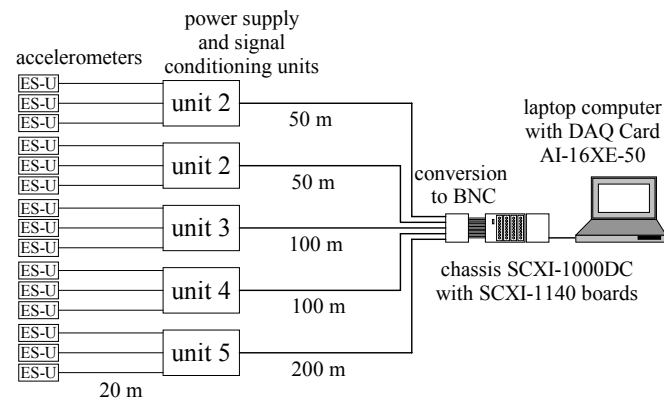 power supply
and signal
conditioning units
accelerometers
ES-U
ES-U
ES-U
unit 2
50 m
ES-U
ES-U
ES-U
unit 2
50 m
ES-U
ES-U
ES-U
unit 3
100 m
ES-U
ES-U
ES-U
unit 4
100 m
ES-U
ES-U
ES-U
unit 5
20 m
200 m
conversion
to BNC
laptop computer
with DAQ Card
AI-16XE-50
chassis SCXI-1000DC
with SCXI-1140 boards